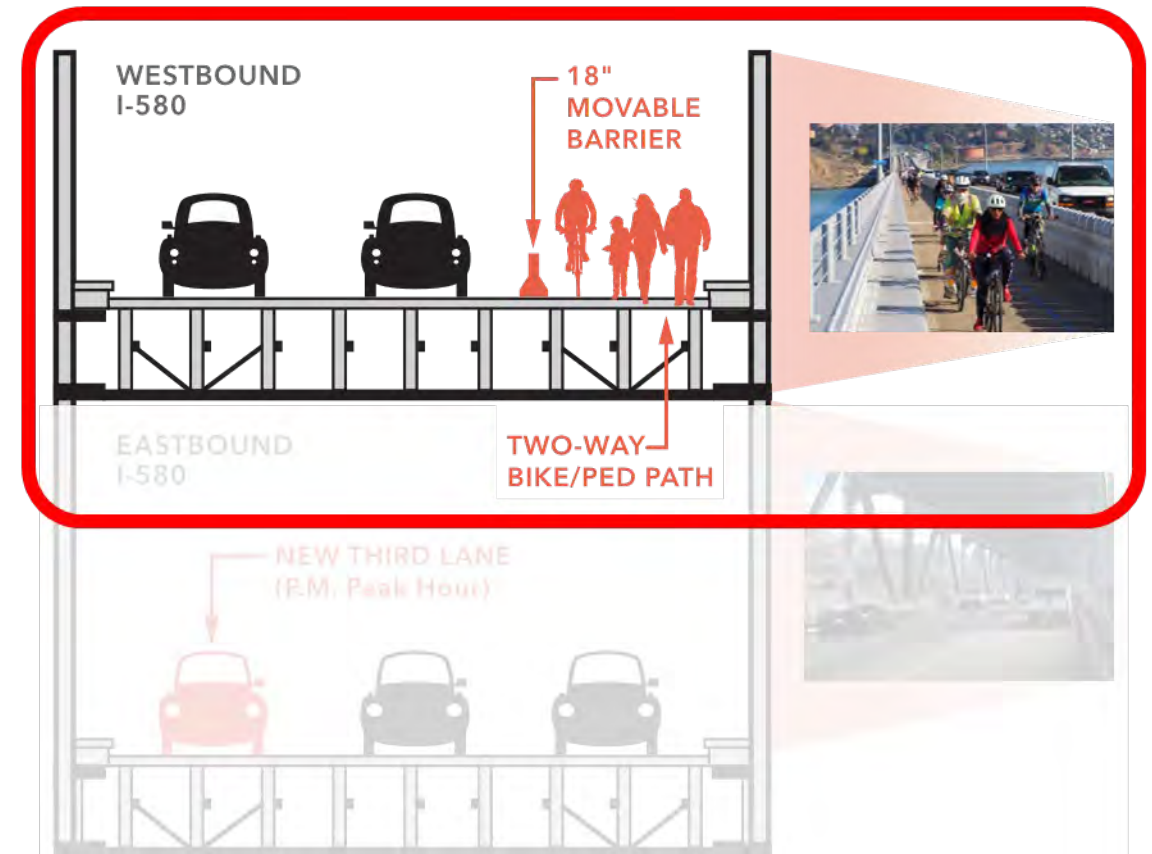 WESTBOUND
I-580
18"
MOVABLE
BARRIER
TWO-WAY
BIKE/PED PATH
EASTBOUND
I-580
NEW THIRD LANE
(P.M. Peak Hour)